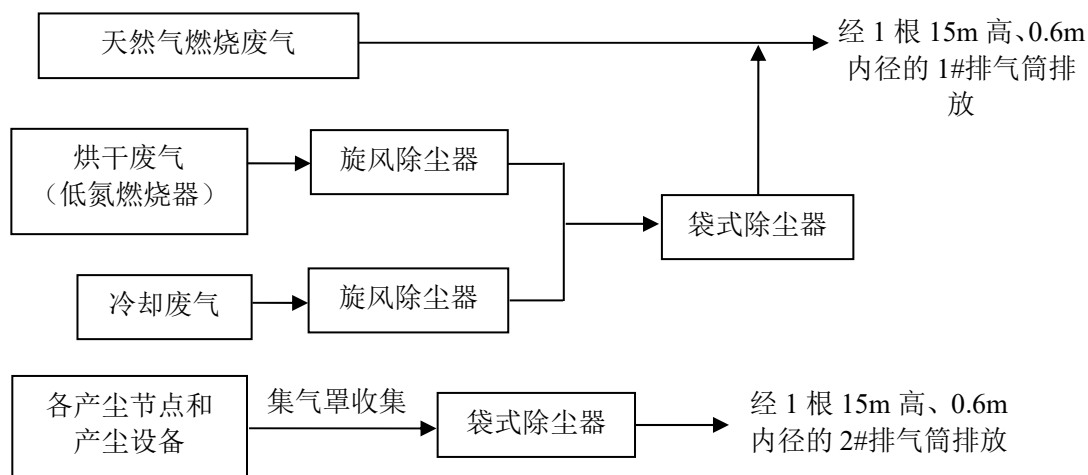 天然气燃烧废气
经 1 根 15m 高、0.6m
内径的 1#排气筒排
放
烘干废气
（低氮燃烧器）
旋风除尘器
袋式除尘器
冷却废气
旋风除尘器
各产尘节点和
产尘设备
集气罩收集
袋式除尘器
经 1 根 15m 高、0.6m
内径的 2#排气筒排放